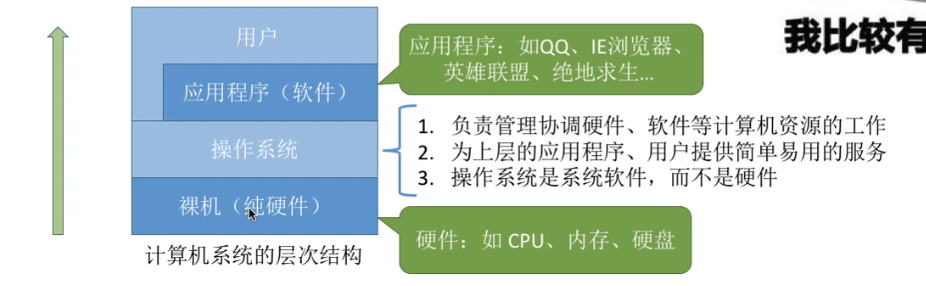 我比较有
用户
应用程序：如QQ、IE浏览器、
英雄联盟、绝地求生...
应用程序（软件）
操作系统
1. 负责管理协调硬件、软件等计算机资源的工作
2. 为上层的应用程序、用户提供简单易用的服务
3. 操作系统是系统软件，而不是硬件
裸机（纯硬件）
硬件：如 CPU、内存、硬盘
计算机系统的层次结构